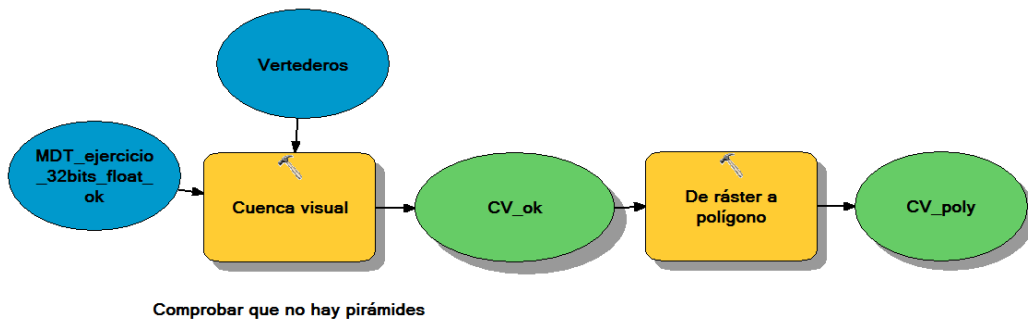 Vertederos
MDT_ejercicio
_32bits_float_
ok
Cuenca visual
CV_ok
De ráster a
polígono
CV_poly
Comprobar que no hay pirámides